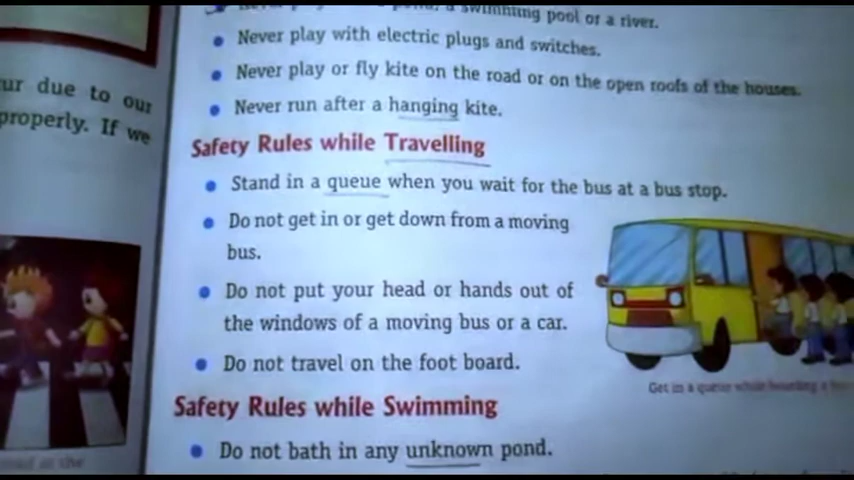 ur due to our
properly. If we
swimming pool or a river.
Never play with electric plugs and switches.
Never play or fly kite on the road or on the open roofs of the houses.
Never run after a hanging kite.
Safety Rules while Travelling
Stand in a queue when you wait for the bus at a bus stop.
Do not get in or get down from a moving
bus.
Do not put your head or hands out of
the windows of a moving bus or a car.
Do not travel on the foot board.
Get in a queue while boarding a
Safety Rules while Swimming
Do not bath in any unknown pond.